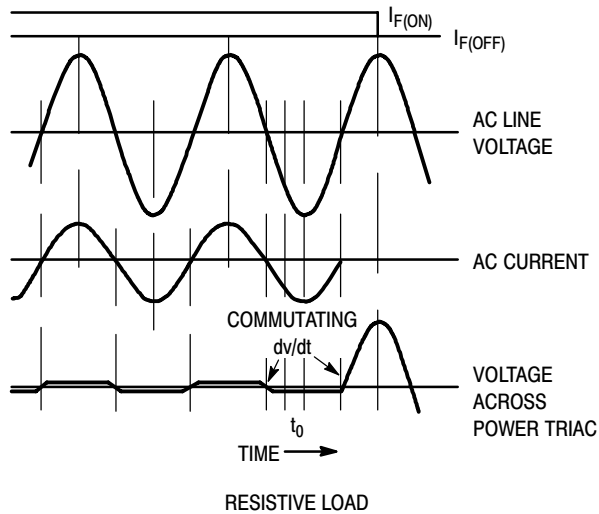 IF(ON)
IF(OFF)
AC LINE
VOLTAGE
AC CURRENT
COMMUTATING
dv/dt
VOLTAGE
ACROSS
POWER TRIAC
t0
TIME
RESISTIVE LOAD